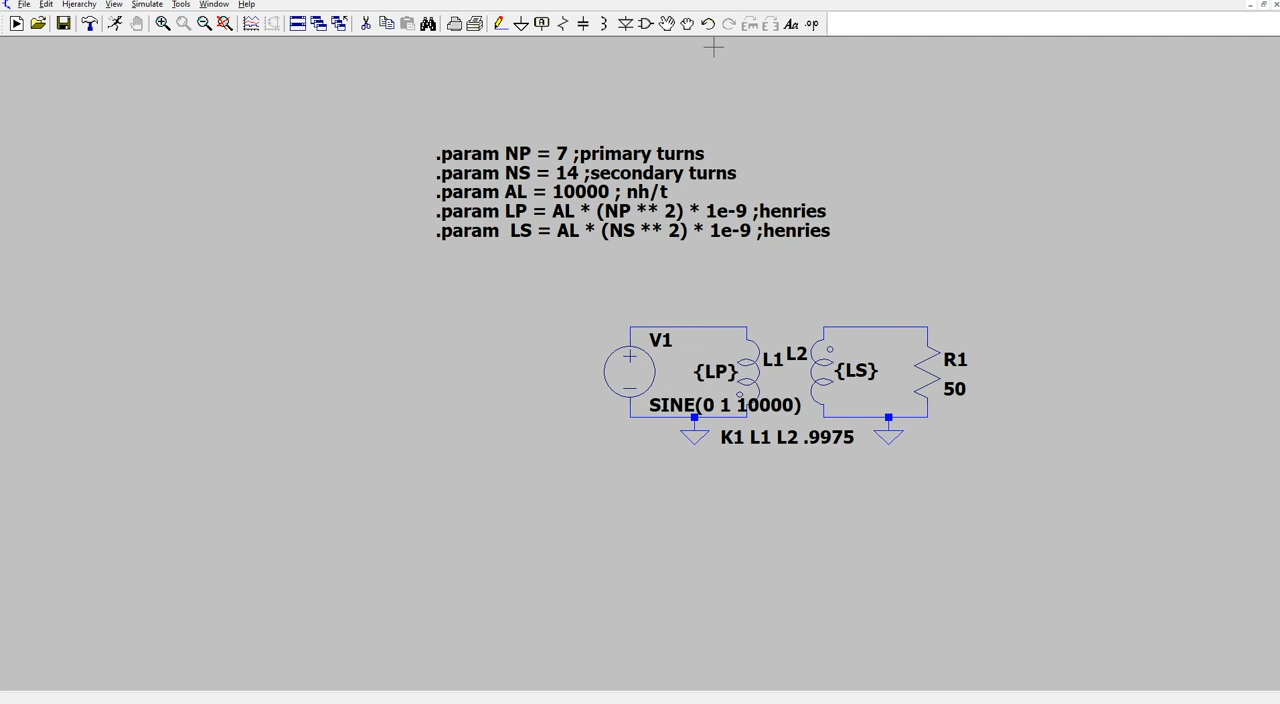 File Edit Hierarchy View Simulate Tools Window Help
Aa .op
.param NP = 7 ;primary turns
.param NS = 14 ;secondary turns
.param AL = 10000 ; nh/t
.param LP = AL * (NP ** 2) * 1e-9 ;henries
.param  LS = AL * (NS ** 2) * 1e-9 ;henries
V1
L1 L2
R1
{LP}
{LS}
50
SINE(0 1 10000)
K1 L1 L2 .9975